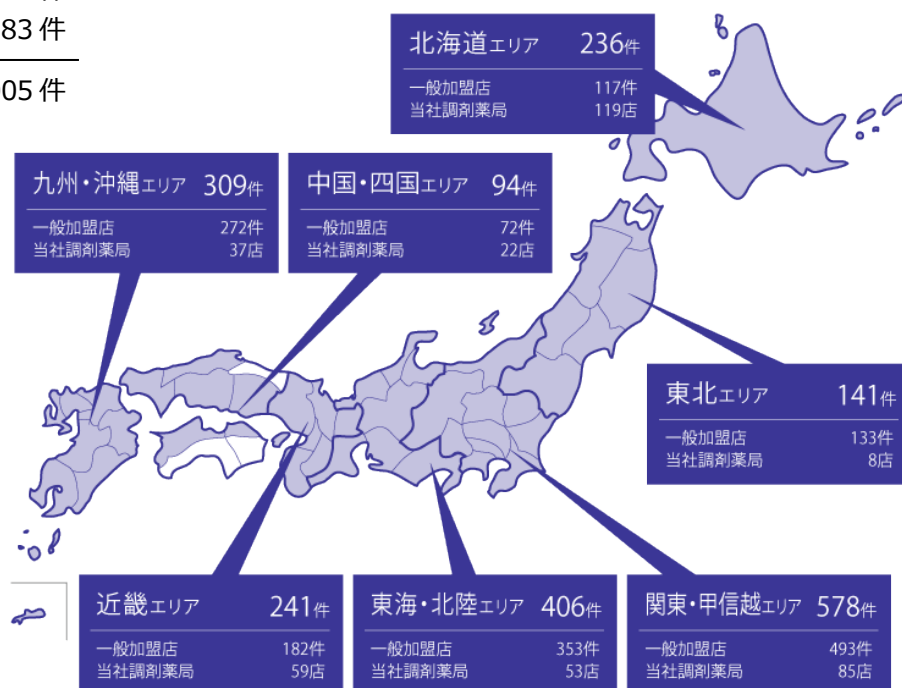 83 件
05 件
北海道エリア 236件
一般加盟店 117件
当社調剤薬局 119店
九州・沖縄エリア 309件
一般加盟店 272件
当社調剤薬局 37店
中国・四国エリア 94件
一般加盟店 72件
当社調剤薬局 22店
東北エリア 141件
一般加盟店 133件
当社調剤薬局 8店
近畿エリア 241件
一般加盟店 182件
当社調剤薬局 59店
東海・北陸エリア 406件
一般加盟店 353件
当社調剤薬局 53店
関東・甲信越エリア 578件
一般加盟店 493件
当社調剤薬局 85店